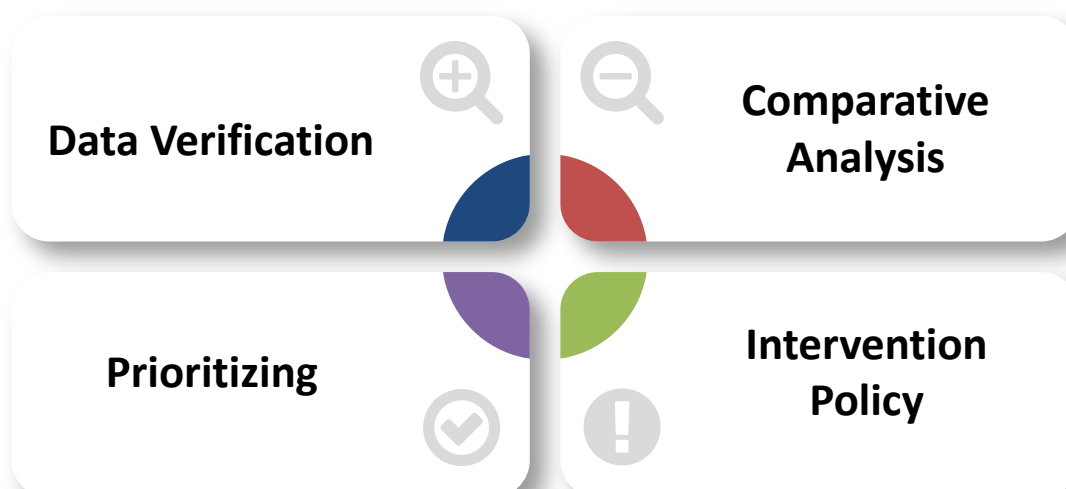 Data Verification
Comparative
Analysis
Prioritizing
Intervention
Policy